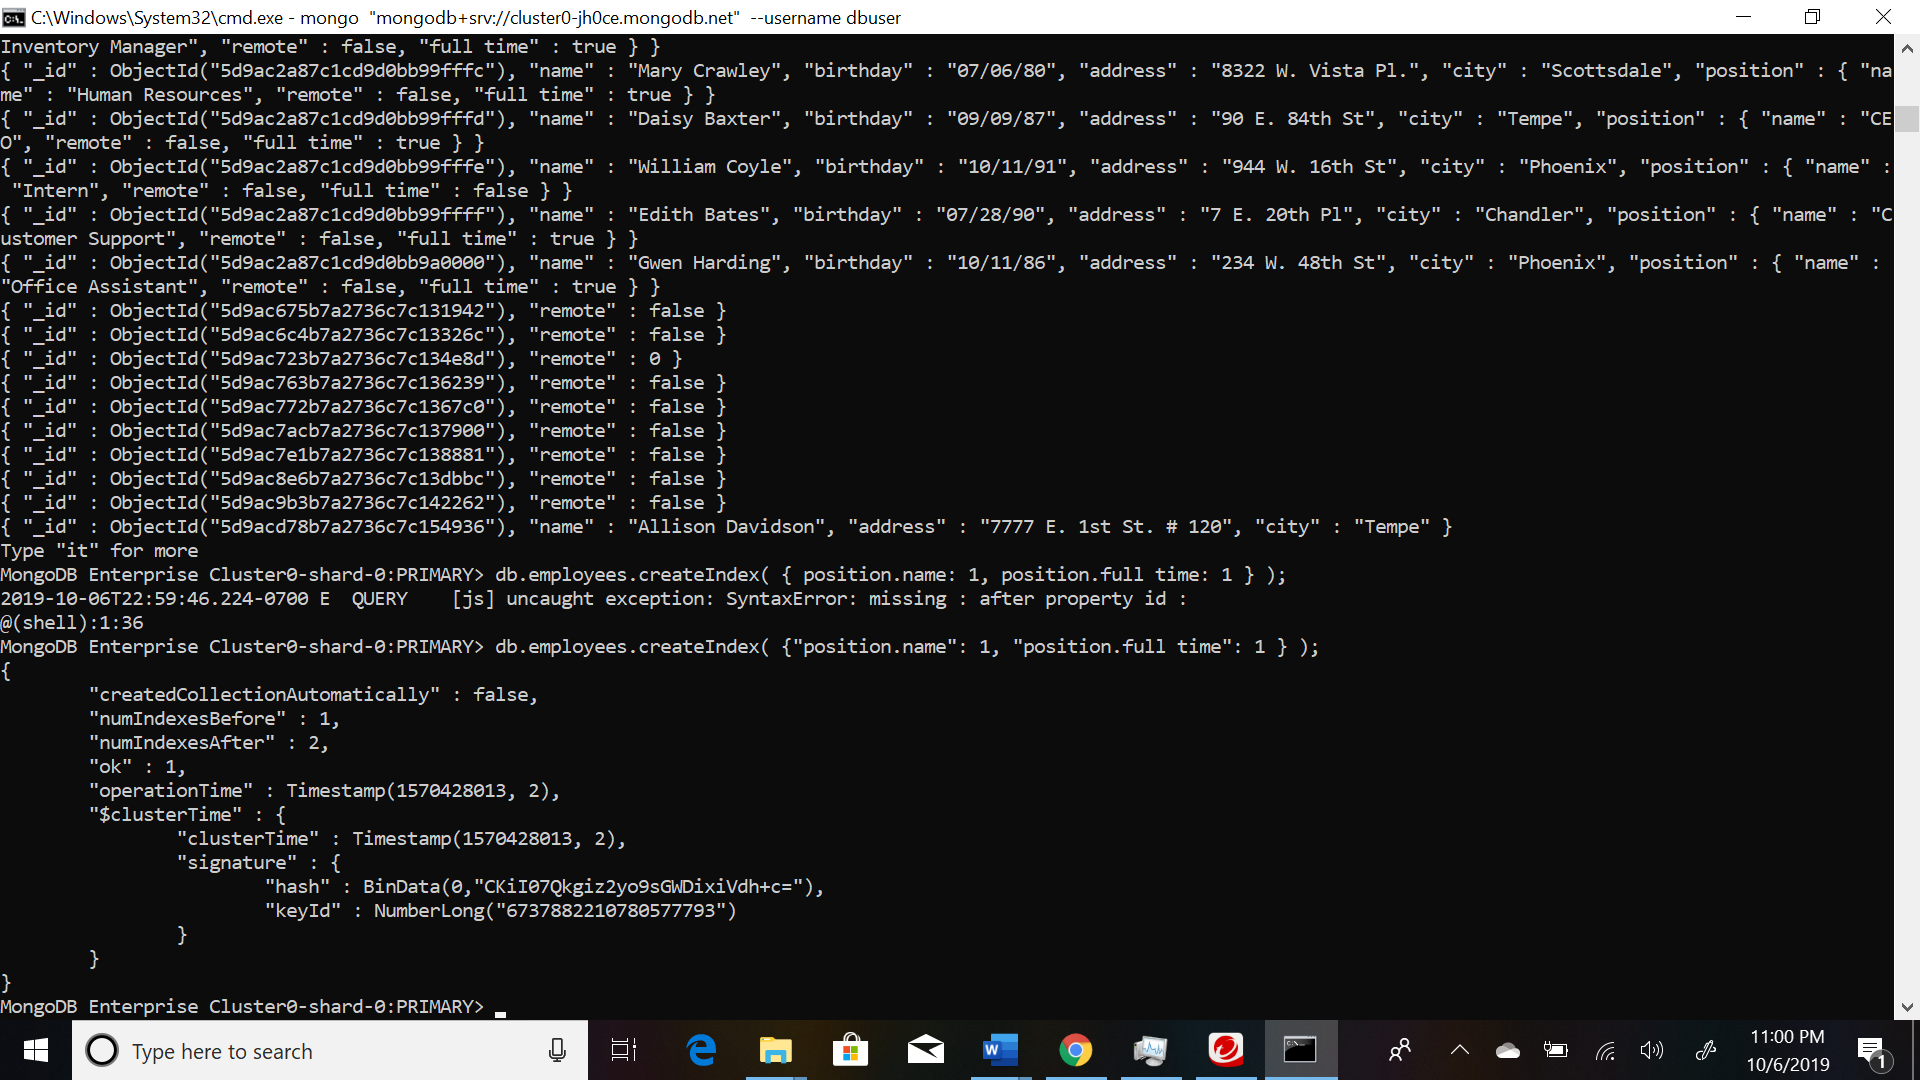 C:\Windows\System32\cmd.exe - mongo  "mongodb+srv://cluster0-jh0ce.mongodb.net"  --username dbuser
Inventory Manager", "remote" : false, "full time" : true } }
{ "_id" : ObjectId("5d9ac2a87c1cd9d0bb99fffc"), "name" : "Mary Crawley", "birthday" : "07/06/80", "address" : "8322 W. Vista Pl.", "city" : "Scottsdale", "position" : { "na
me" : "Human Resources", "remote" : false, "full time" : true } }
{ "_id" : ObjectId("5d9ac2a87c1cd9d0bb99fffd"), "name" : "Daisy Baxter", "birthday" : "09/09/87", "address" : "90 E. 84th St", "city" : "Tempe", "position" : { "name" : "CE
O", "remote" : false, "full time" : true } }
{ "_id" : ObjectId("5d9ac2a87c1cd9d0bb99fffe"), "name" : "William Coyle", "birthday" : "10/11/91", "address" : "944 W. 16th St", "city" : "Phoenix", "position" : { "name" :
 "Intern", "remote" : false, "full time" : false } }
{ "_id" : ObjectId("5d9ac2a87c1cd9d0bb99ffff"), "name" : "Edith Bates", "birthday" : "07/28/90", "address" : "7 E. 20th Pl", "city" : "Chandler", "position" : { "name" : "C
ustomer Support", "remote" : false, "full time" : true } }
{ "_id" : ObjectId("5d9ac2a87c1cd9d0bb9a0000"), "name" : "Gwen Harding", "birthday" : "10/11/86", "address" : "234 W. 48th St", "city" : "Phoenix", "position" : { "name" :
"Office Assistant", "remote" : false, "full time" : true } }
{ "_id" : ObjectId("5d9ac675b7a2736c7c131942"), "remote" : false }
{ "_id" : ObjectId("5d9ac6c4b7a2736c7c13326c"), "remote" : false }
{ "_id" : ObjectId("5d9ac723b7a2736c7c134e8d"), "remote" : 0 }
{ "_id" : ObjectId("5d9ac763b7a2736c7c136239"), "remote" : false }
{ "_id" : ObjectId("5d9ac772b7a2736c7c1367c0"), "remote" : false }
{ "_id" : ObjectId("5d9ac7acb7a2736c7c137900"), "remote" : false }
{ "_id" : ObjectId("5d9ac7e1b7a2736c7c138881"), "remote" : false }
{ "_id" : ObjectId("5d9ac8e6b7a2736c7c13dbbc"), "remote" : false }
{ "_id" : ObjectId("5d9ac9b3b7a2736c7c142262"), "remote" : false }
{ "_id" : ObjectId("5d9acd78b7a2736c7c154936"), "name" : "Allison Davidson", "address" : "7777 E. 1st St. # 120", "city" : "Tempe" }
Type "it" for more
MongoDB Enterprise Cluster0-shard-0:PRIMARY> db.employees.createIndex( { position.name: 1, position.full time: 1 } );
2019-10-06T22:59:46.224-0700 E  QUERY    [js] uncaught exception: SyntaxError: missing : after property id :
@(shell):1:36
MongoDB Enterprise Cluster0-shard-0:PRIMARY> db.employees.createIndex( {"position.name": 1, "position.full time": 1 } );
{
        "createdCollectionAutomatically" : false,
        "numIndexesBefore" : 1,
        "numIndexesAfter" : 2,
        "ok" : 1,
        "operationTime" : Timestamp(1570428013, 2),
        "$clusterTime" : {
                "clusterTime" : Timestamp(1570428013, 2),
                "signature" : {
                        "hash" : BinData(0,"CKiI07Qkgiz2yo9sGWDixiVdh+c="),
                        "keyId" : NumberLong("6737882210780577793")
                }
        }
}
MongoDB Enterprise Cluster0-shard-0:PRIMARY>
Type here to search
11:00 PM
10/6/2019
1